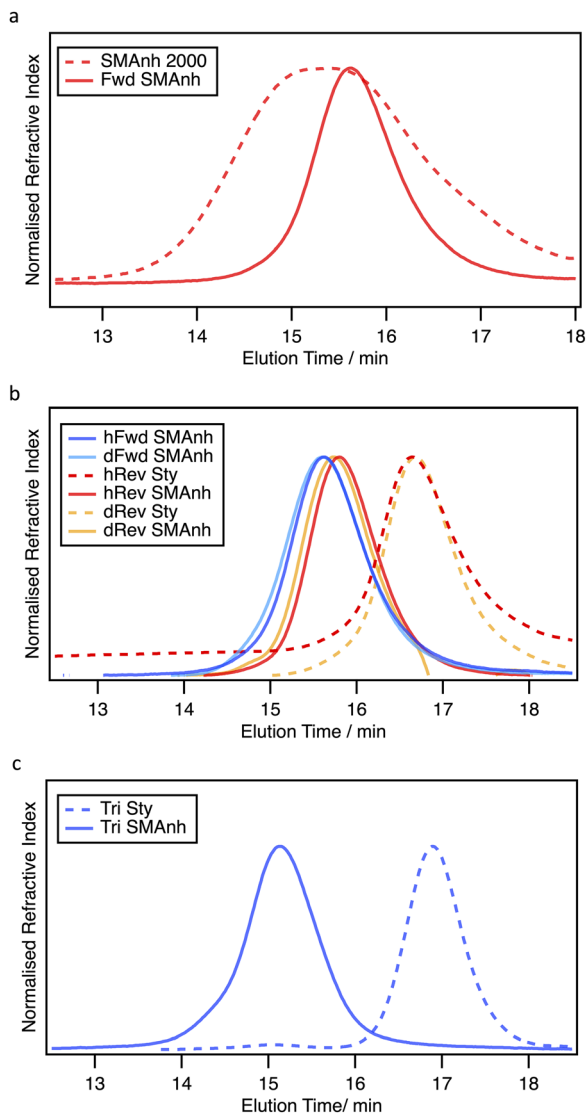 a
SMAnh 2000
Fwd SMAnh
Normalised Refractive Index
13 14 15 16 17 18
Elution Time / min
b
hFwd SMAnh
dFwd SMAnh
hRev Sty
hRev SMAnh
dRev Sty
dRev SMAnh
Normalised Refractive Index
13 14 15 16 17 18
Elution Time / min
c
Tri Sty
Tri SMAnh
Normalised Refractive Index
13 14 15 16 17 18
Elution Time/ min